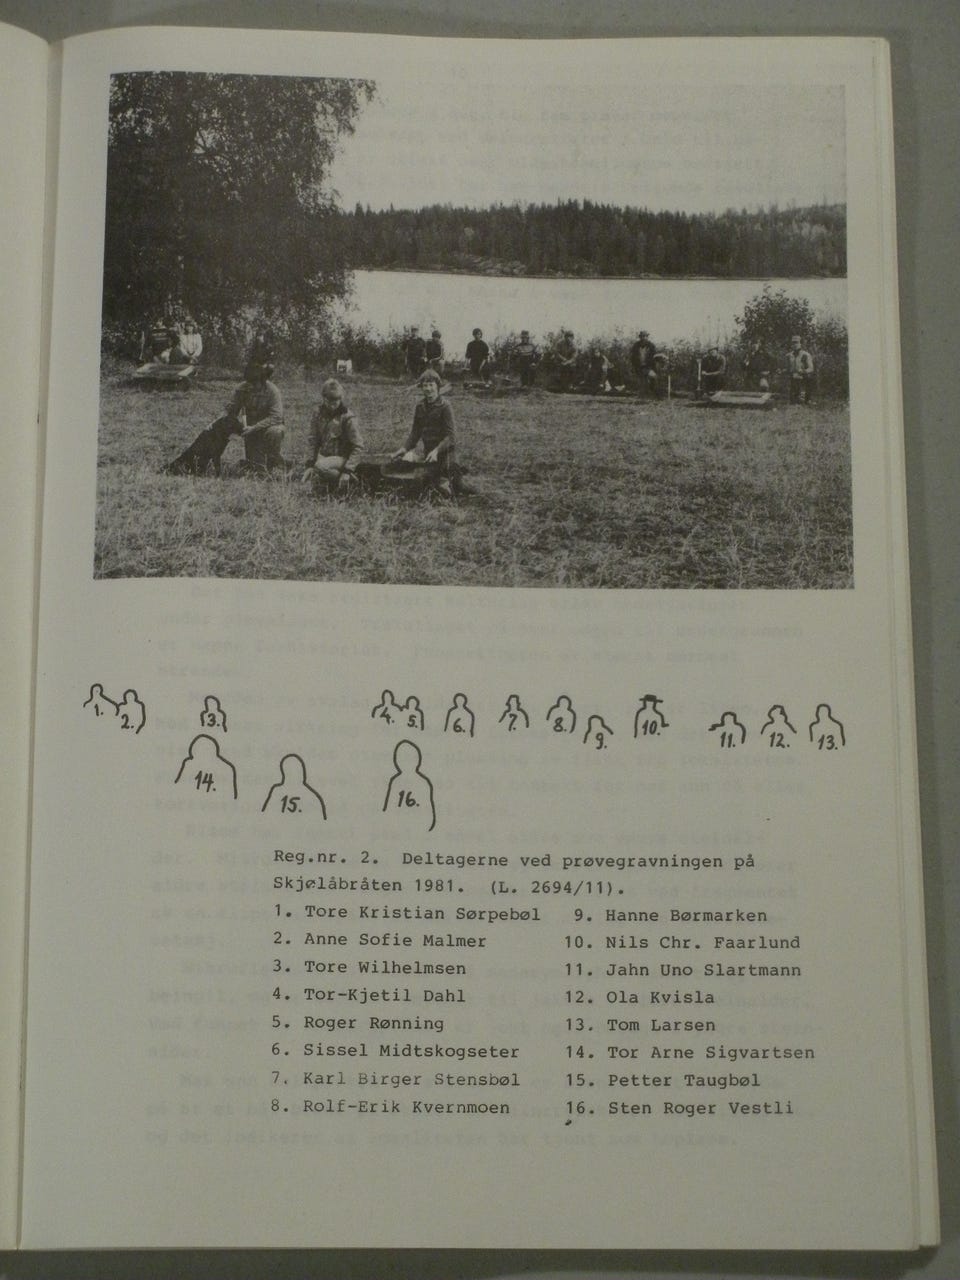 1. 2. 3. 4. 5. 6. 7. 8. 9. 10. 11. 12. 13.
14. 15. 16.
Reg.nr. 2. Deltagerne ved prøvegravningen på
Skjølåbråten 1981. (L. 2694/11).
1. Tore Kristian Sørpebøl
2. Anne Sofie Malmer
3. Tore Wilhelmsen
4. Tor-Kjetil Dahl
5. Roger Rønning
6. Sissel Midtskogseter
7. Karl Birger Stensbøl
8. Rolf-Erik Kvernmoen
9. Hanne Børmarken
10. Nils Chr. Faarlund
11. Jahn Uno Slartmann
12. Ola Kvisla
13. Tom Larsen
14. Tor Arne Sigvartsen
15. Petter Taugbøl
16. Sten Roger Vestli